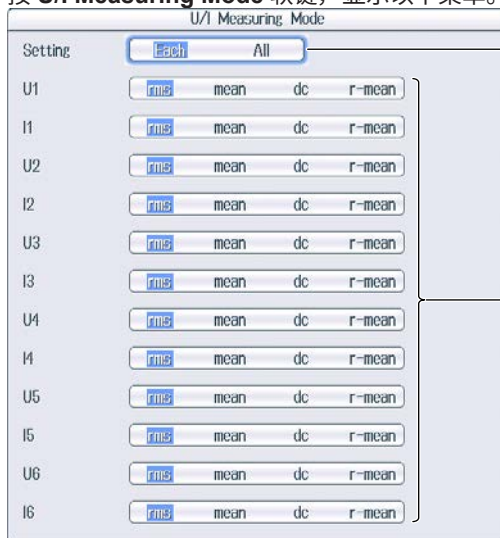 按 U/I Measuring Mode 软键，显示以下菜单。
U/I Measuring Mode
Setting Each All
U1 rms mean dc r-mean
I1 rms mean dc r-mean
U2 rms mean dc r-mean
I2 rms mean dc r-mean
U3 rms mean dc r-mean
I3 rms mean dc r-mean
U4 rms mean dc r-mean
I4 rms mean dc r-mean
U5 rms mean dc r-mean
I5 rms mean dc r-mean
U6 rms mean dc r-mean
I6 rms mean dc r-mean